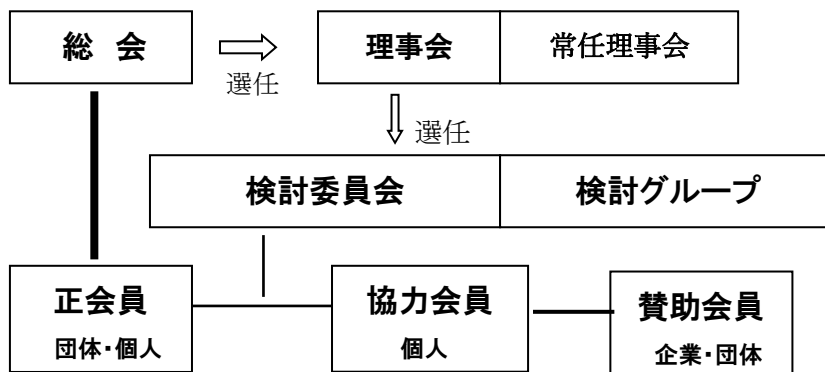 総 会
理事会
常任理事会
選任
選任
検討委員会
検討グループ
正会員
団体・個人
協力会員
個人
賛助会員
企業・団体